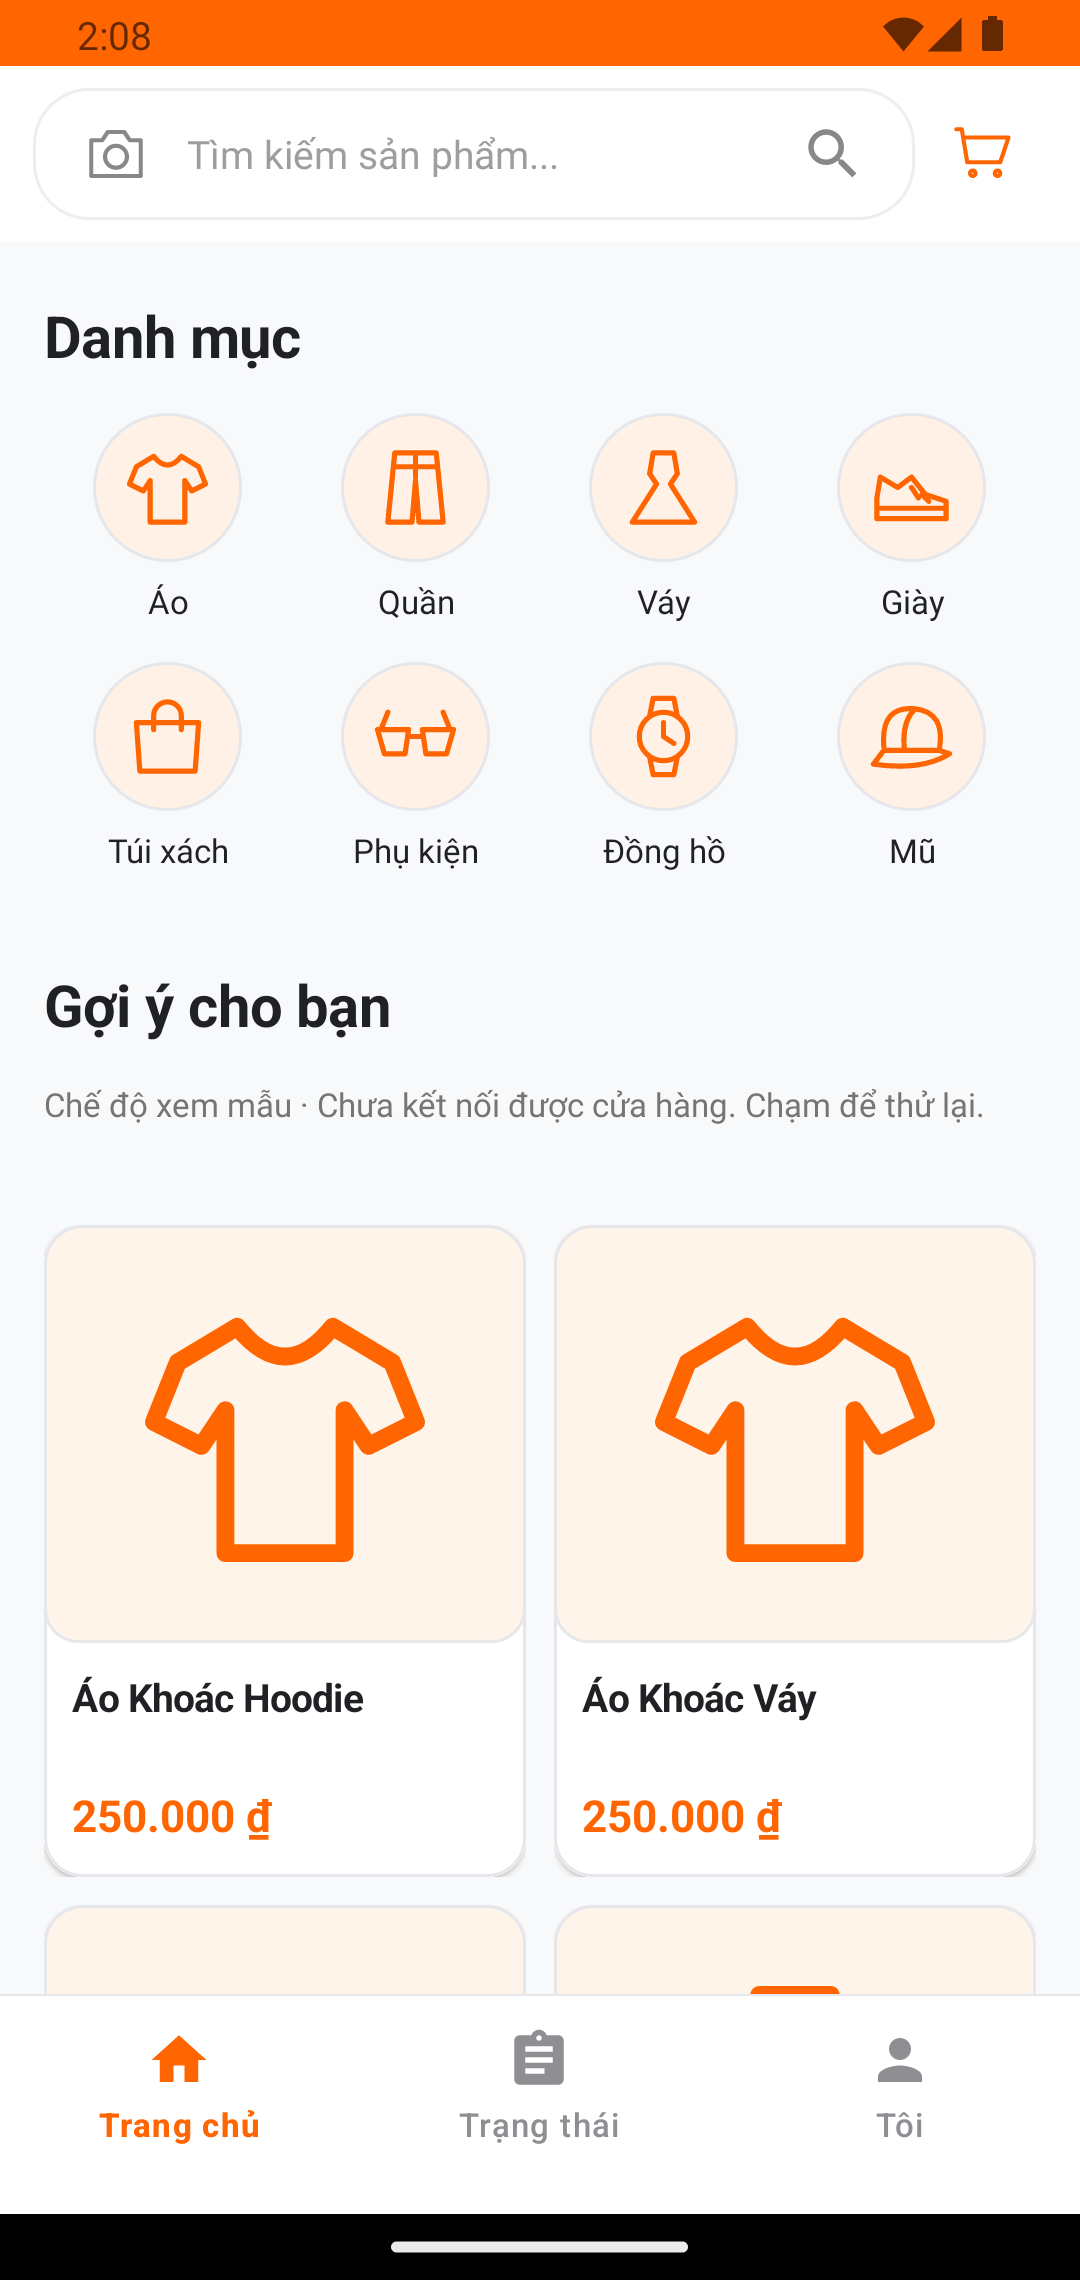 2:08
Tìm kiếm sản phẩm...
Danh mục
Áo
Quần
Váy
Giày
Túi xách
Phụ kiện
Đồng hồ
Mũ
Gợi ý cho bạn
Chế độ xem mẫu · Chưa kết nối được cửa hàng. Chạm để thử lại.
Áo Khoác Hoodie
Áo Khoác Váy
250.000 ₫
250.000 ₫
Trang chủ
Trạng thái
Tôi